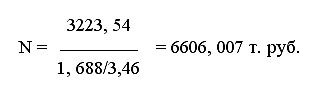 3223, 54
N = = 6606, 007 т. руб.
1, 688/3,46